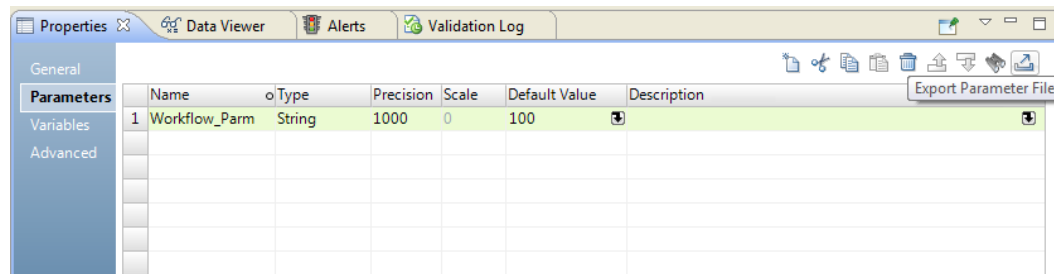 Properties Data Viewer Alerts Validation Log
General
Export Parameter File
Parameters Name Type Precision Scale Default Value Description
1 Workflow_Parm String 1000 0 100
Variables
Advanced